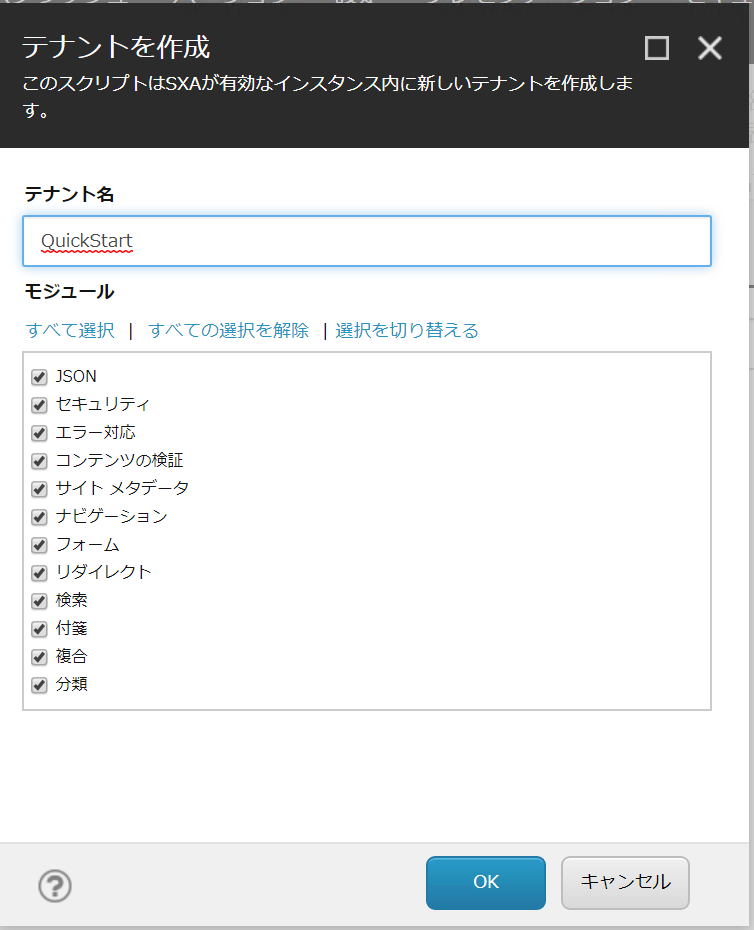 テナントを作成
このスクリプトはSXAが有効なインスタンス内に新しいテナントを作成しま
す。
テナント名
QuickStart
モジュール
すべて選択 | すべての選択を解除 | 選択を切り替える
JSON
セキュリティ
エラー対応
コンテンツの検証
サイト メタデータ
ナビゲーション
フォーム
リダイレクト
検索
付箋
複合
分類
? OK キャンセル